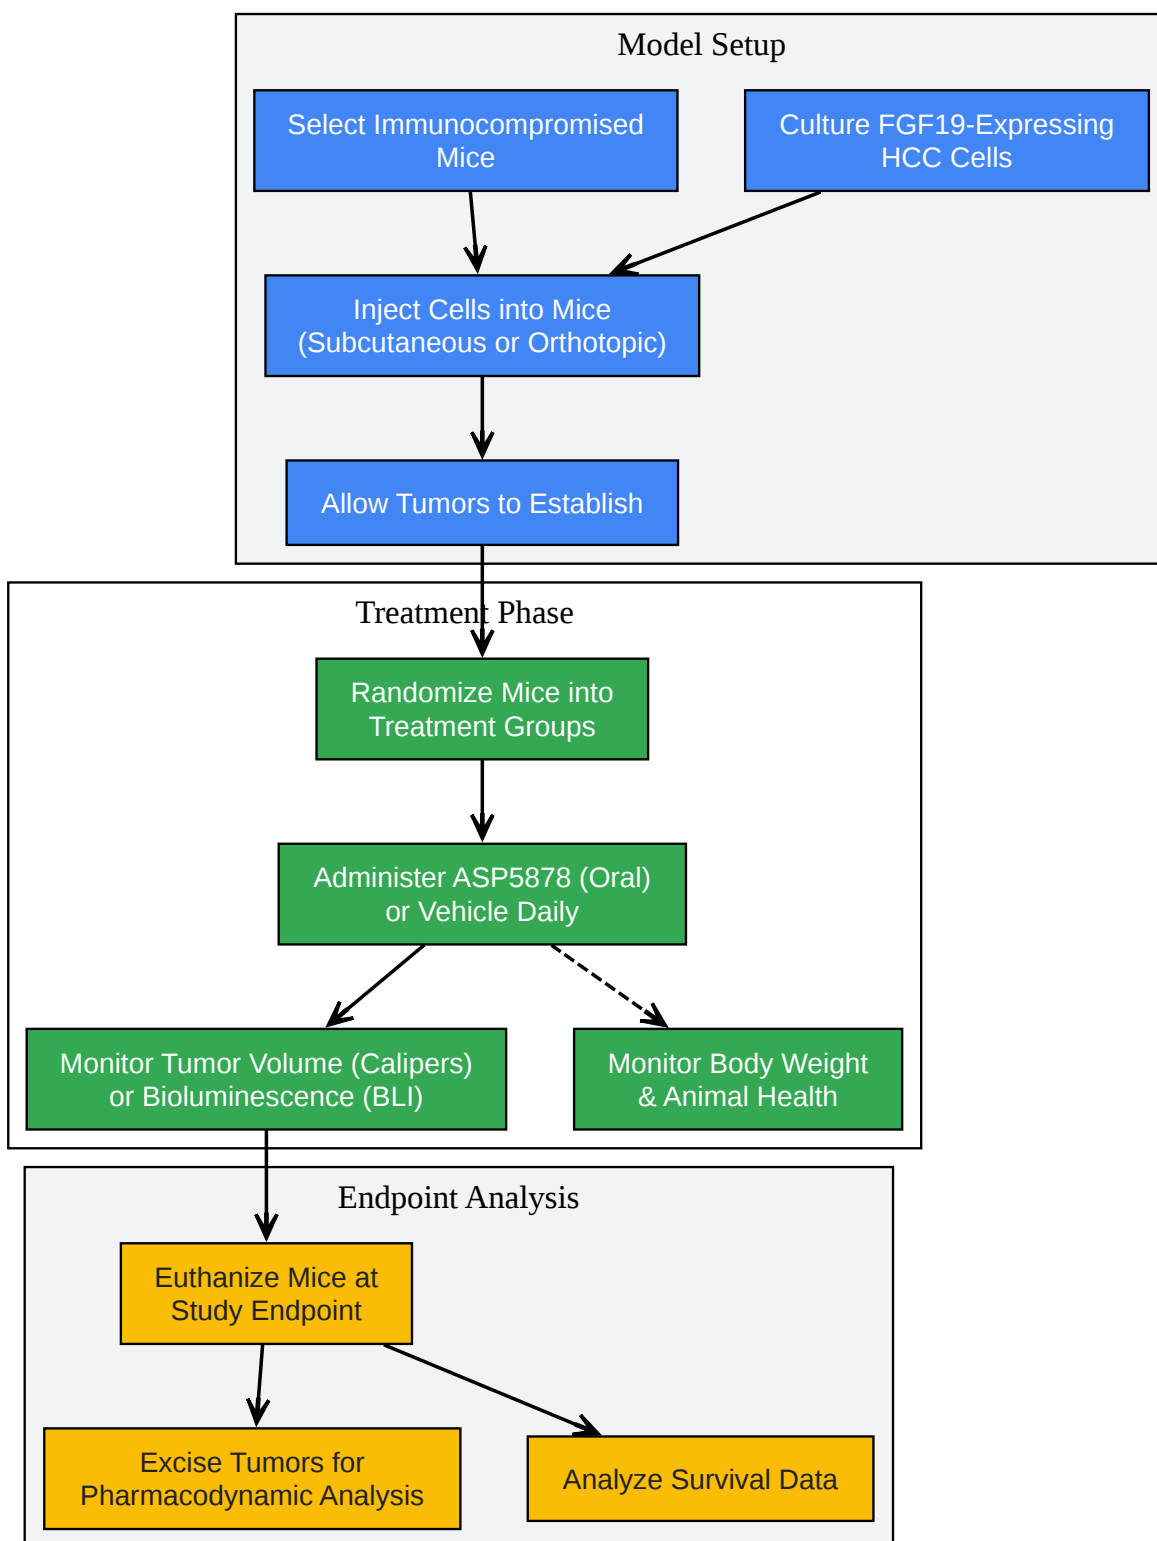 Model Setup
Select Immunocompromised
Mice
Culture FGF19-Expressing
HCC Cells
Inject Cells into Mice
(Subcutaneous or Orthotopic)
Allow Tumors to Establish
Treatment Phase
Randomize Mice into
Treatment Groups
Administer ASP5878 (Oral)
or Vehicle Daily
Monitor Tumor Volume (Calipers)
or Bioluminescence (BLI)
Monitor Body Weight
& Animal Health
Endpoint Analysis
Euthanize Mice at
Study Endpoint
Excise Tumors for
Pharmacodynamic Analysis
Analyze Survival Data